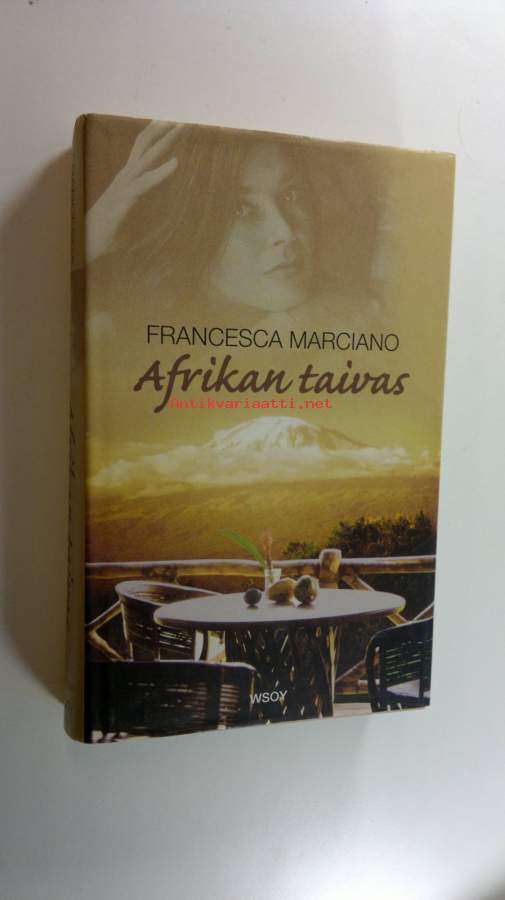 FRANCESCA MARCIANO
Afrikan taivas
Antikvariaatti.net
WSOY